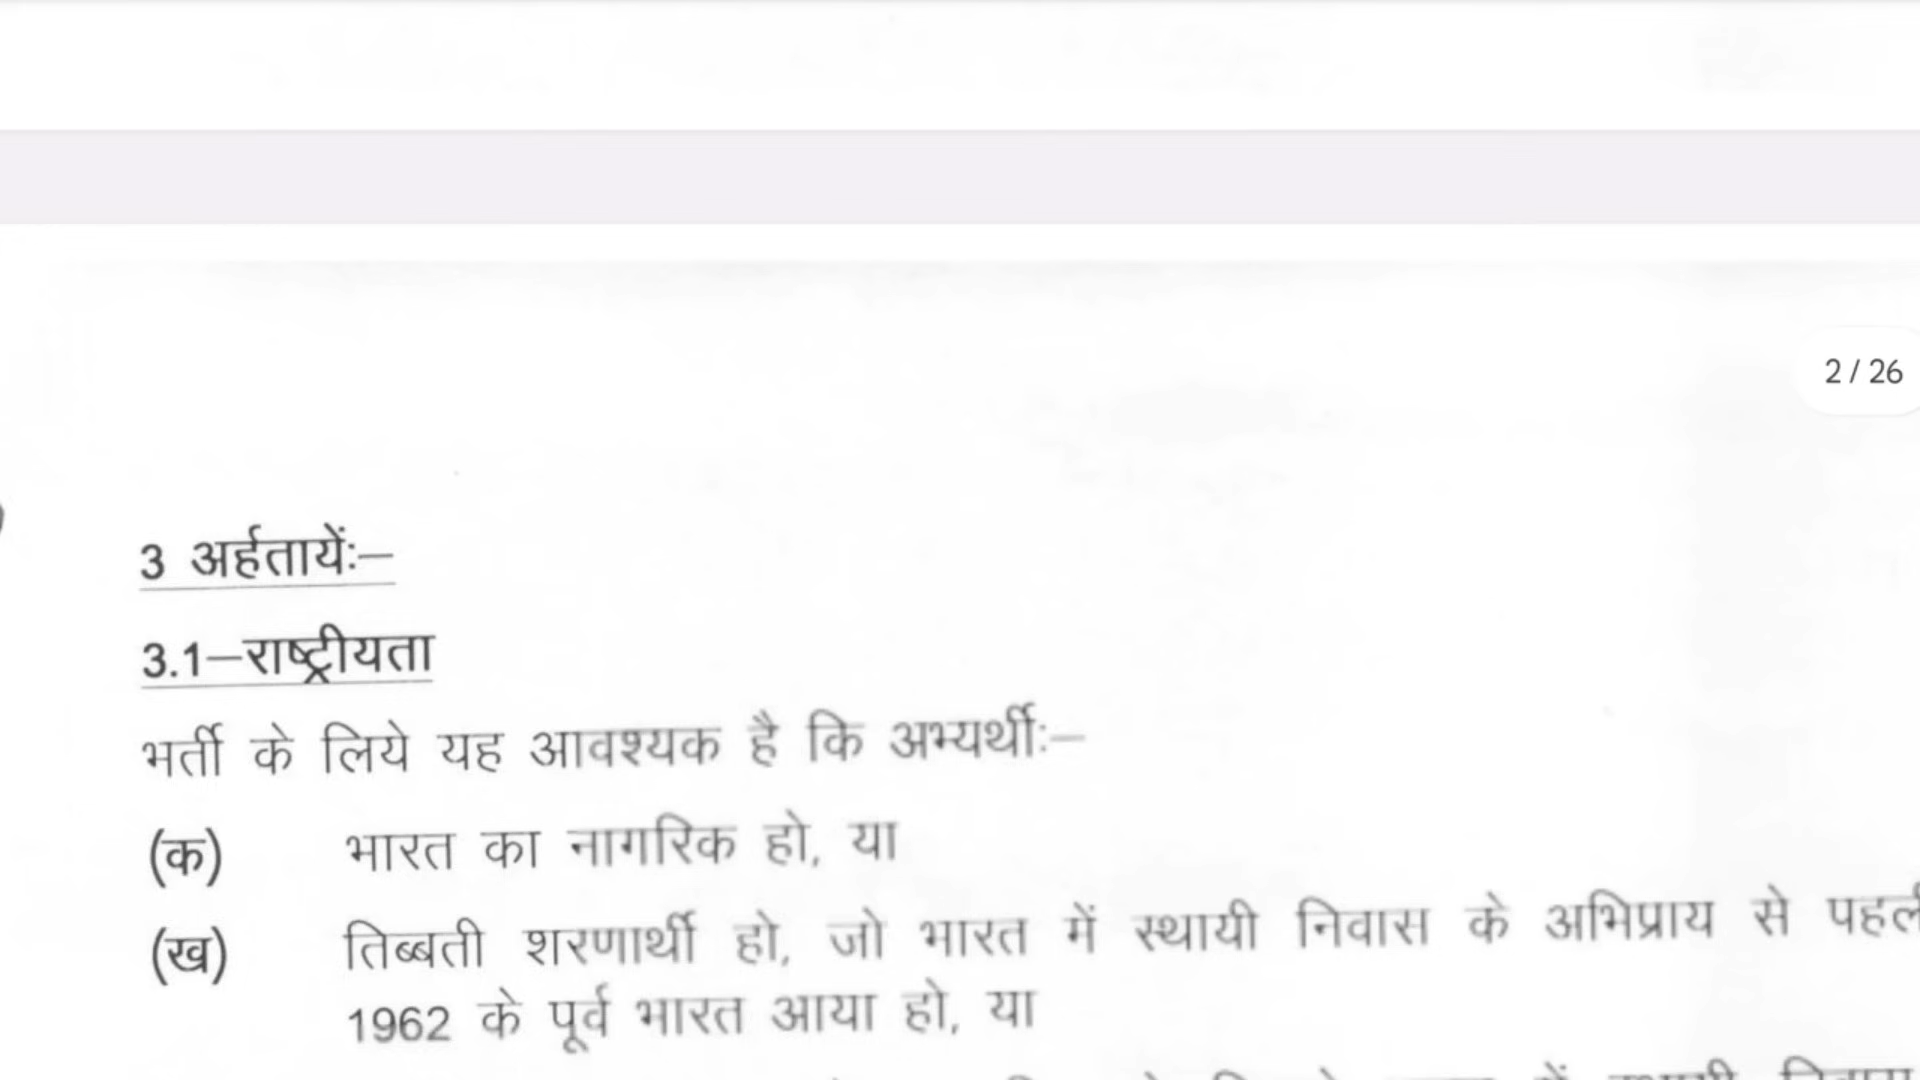 2 / 26
3 अर्हतायें:–
3.1–राष्ट्रीयता
भर्ती के लिये यह आवश्यक है कि अभ्यर्थी:–
(क) भारत का नागरिक हो, या
(ख) तिब्बती शरणार्थी हो, जो भारत में स्थायी निवास के अभिप्राय से
1962 के पूर्व भारत आया हो, या